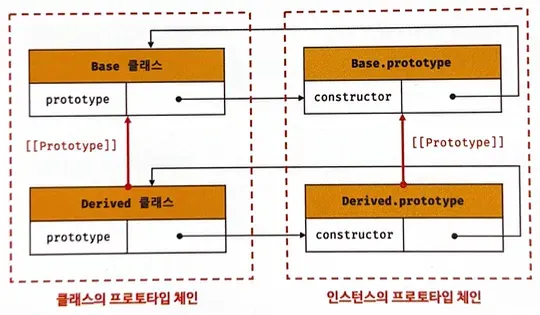 Base 클래스
prototype
Base.prototype
constructor
[[Prototype]]
[[Prototype]]
Derived 클래스
prototype
Derived.prototype
constructor
클래스의 프로토타입 체인
인스턴스의 프로토타입 체인